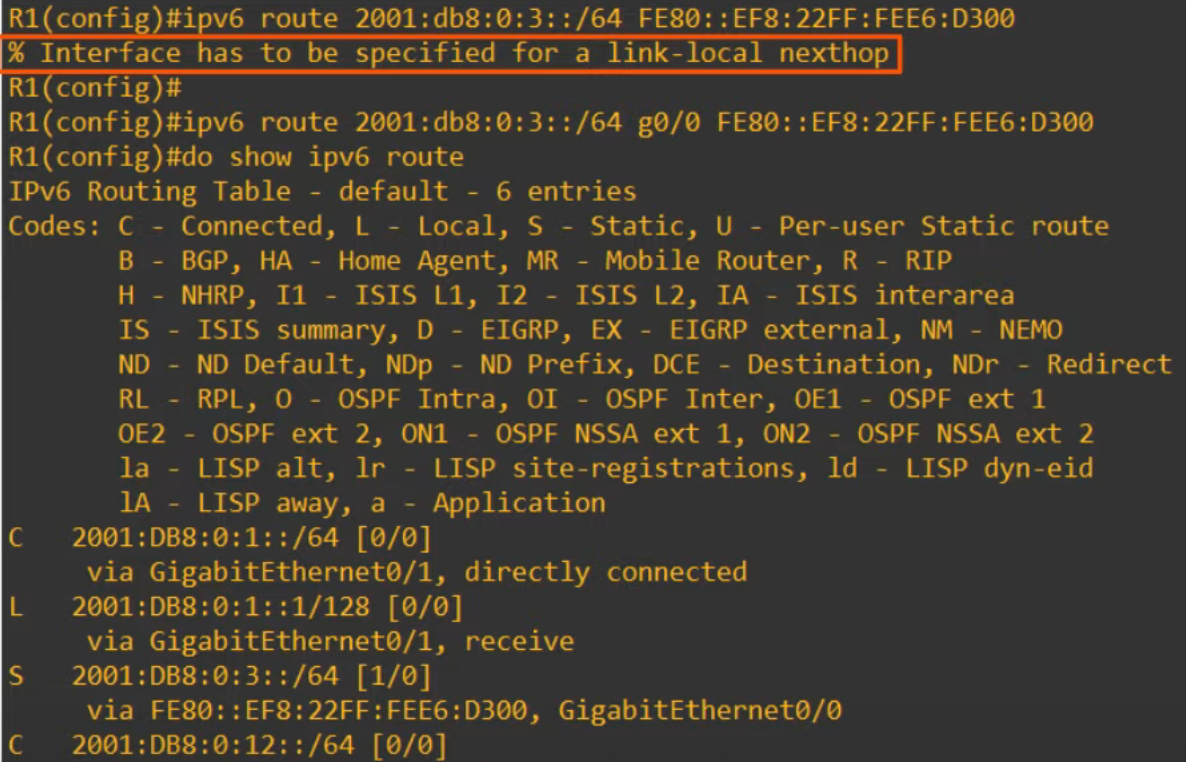 R1(config)#ipv6 route 2001:db8:0:3::/64 FE80::EF8:22FF:FEE6:D300
% Interface has to be specified for a link-local nexthop
R1(config)#
R1(config)#ipv6 route 2001:db8:0:3::/64 g0/0 FE80::EF8:22FF:FEE6:D300
R1(config)#do show ipv6 route
IPv6 Routing Table - default - 6 entries
Codes: C - Connected, L - Local, S - Static, U - Per-user Static route
B - BGP, HA - Home Agent, MR - Mobile Router, R - RIP
H - NHRP, I1 - ISIS L1, I2 - ISIS L2, IA - ISIS interarea
IS - ISIS summary, D - EIGRP, EX - EIGRP external, NM - NEMO
ND - ND Default, NDp - ND Prefix, DCE - Destination, NDr - Redirect
RL - RPL, O - OSPF Intra, OI - OSPF Inter, OE1 - OSPF ext 1
OE2 - OSPF ext 2, ON1 - OSPF NSSA ext 1, ON2 - OSPF NSSA ext 2
la - LISP alt, lr - LISP site-registrations, ld - LISP dyn-eid
lA - LISP away, a - Application
C 2001:DB8:0:1::/64 [0/0]
via GigabitEthernet0/1, directly connected
L 2001:DB8:0:1::1/128 [0/0]
via GigabitEthernet0/1, receive
S 2001:DB8:0:3::/64 [1/0]
via FE80::EF8:22FF:FEE6:D300, GigabitEthernet0/0
C 2001:DB8:0:12::/64 [0/0]